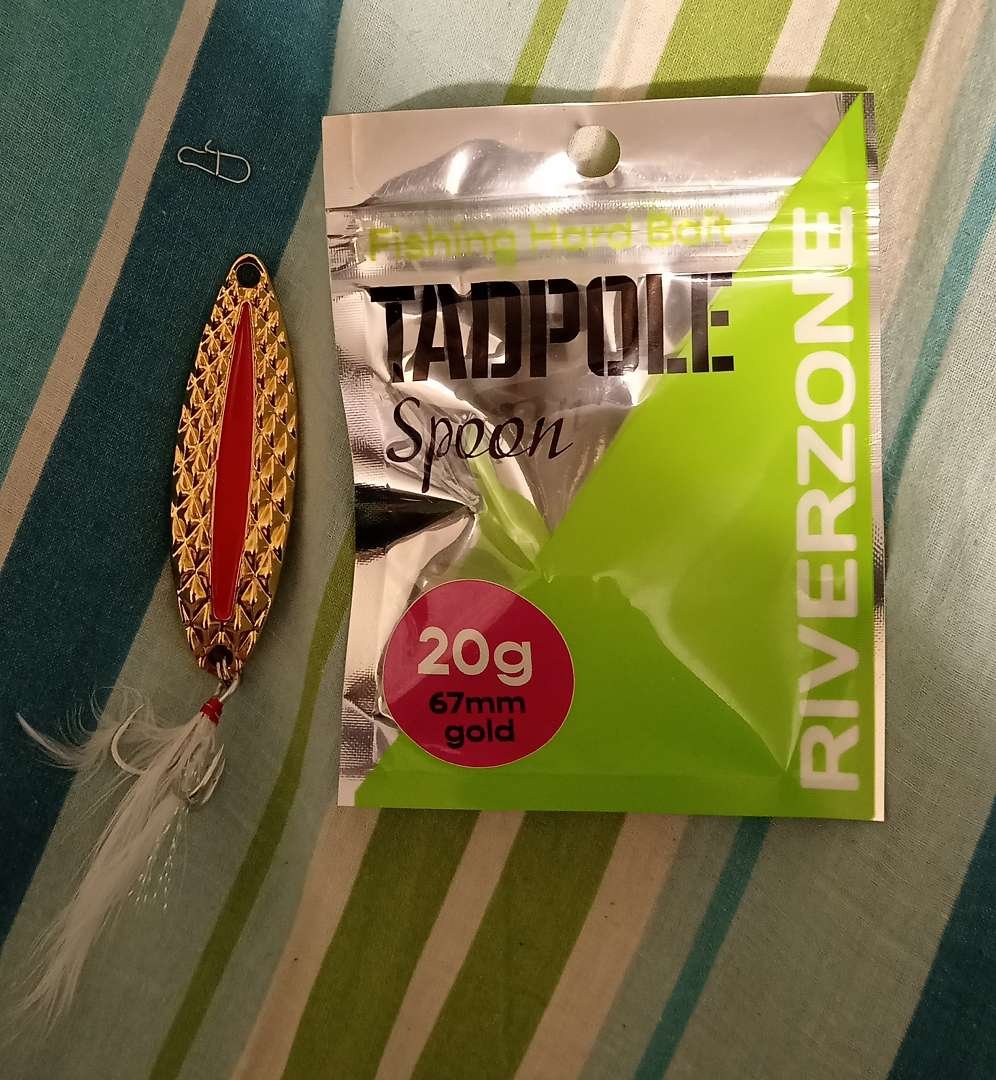 Fishing Hard Bait
TADPOLE
Spoon
20g
67mm
gold
RIVERZONE